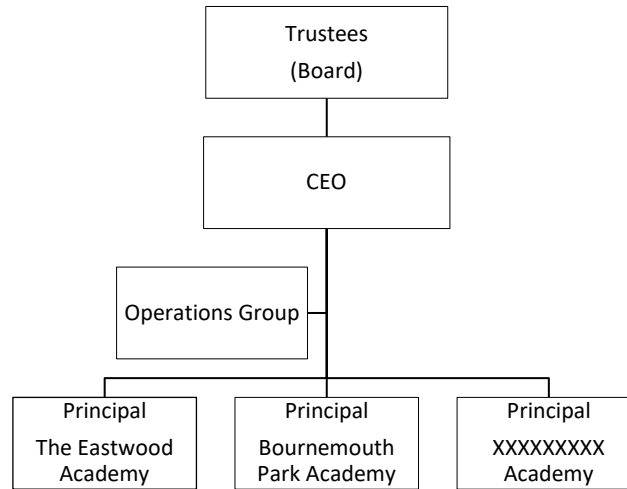 Trustees
(Board)
CEO
Operations Group
Principal
The Eastwood
Academy
Principal
Bournemouth
Park Academy
Principal
XXXXXXXXX
Academy